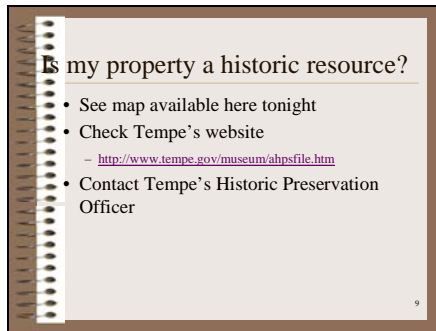 Is my property a historic resource?
• See map available here tonight
• Check Tempe's website
– http://www.tempe.gov/museum/ahpsfile.htm
• Contact Tempe's Historic Preservation
Officer
9